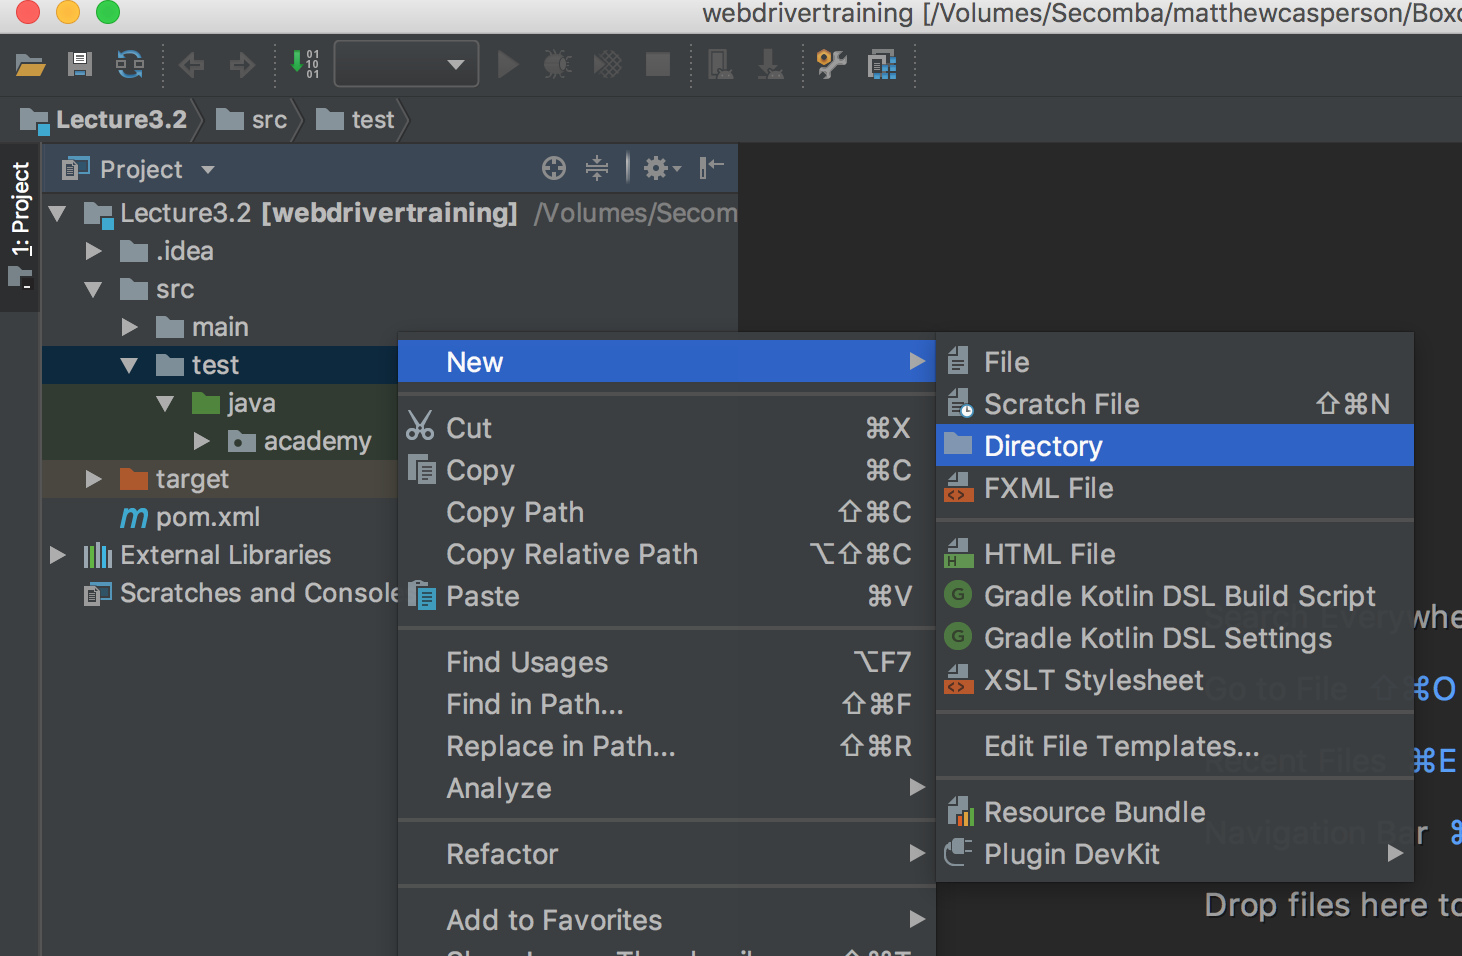 webdrivertraining [/Volumes/Secomba/matthewcasperson/Boxc
01
10
01
Lecture3.2 src test
1: Project
Project
Lecture3.2 [webdrivertraining] /Volumes/Secom
.idea
src
main
test
java
academy
target
m pom.xml
External Libraries
Scratches and Console
New
Cut ⌘X
Copy ⌘C
Copy Path ⇧⌘C
Copy Relative Path ⌥⇧⌘C
Paste ⌘V
Find Usages ⌥F7
Find in Path... ⇧⌘F
Replace in Path... ⇧⌘R
Analyze
Refactor
Add to Favorites
File
Scratch File ⇧⌘N
Directory
<> FXML File
H HTML File
G Gradle Kotlin DSL Build Script
G Gradle Kotlin DSL Settings
<> XSLT Stylesheet
Edit File Templates...
Resource Bundle
Plugin DevKit
Search Everywhe
Go to File ⇧⌘O
Recent Files ⌘E
Navigation Bar ⌘
Drop files here to